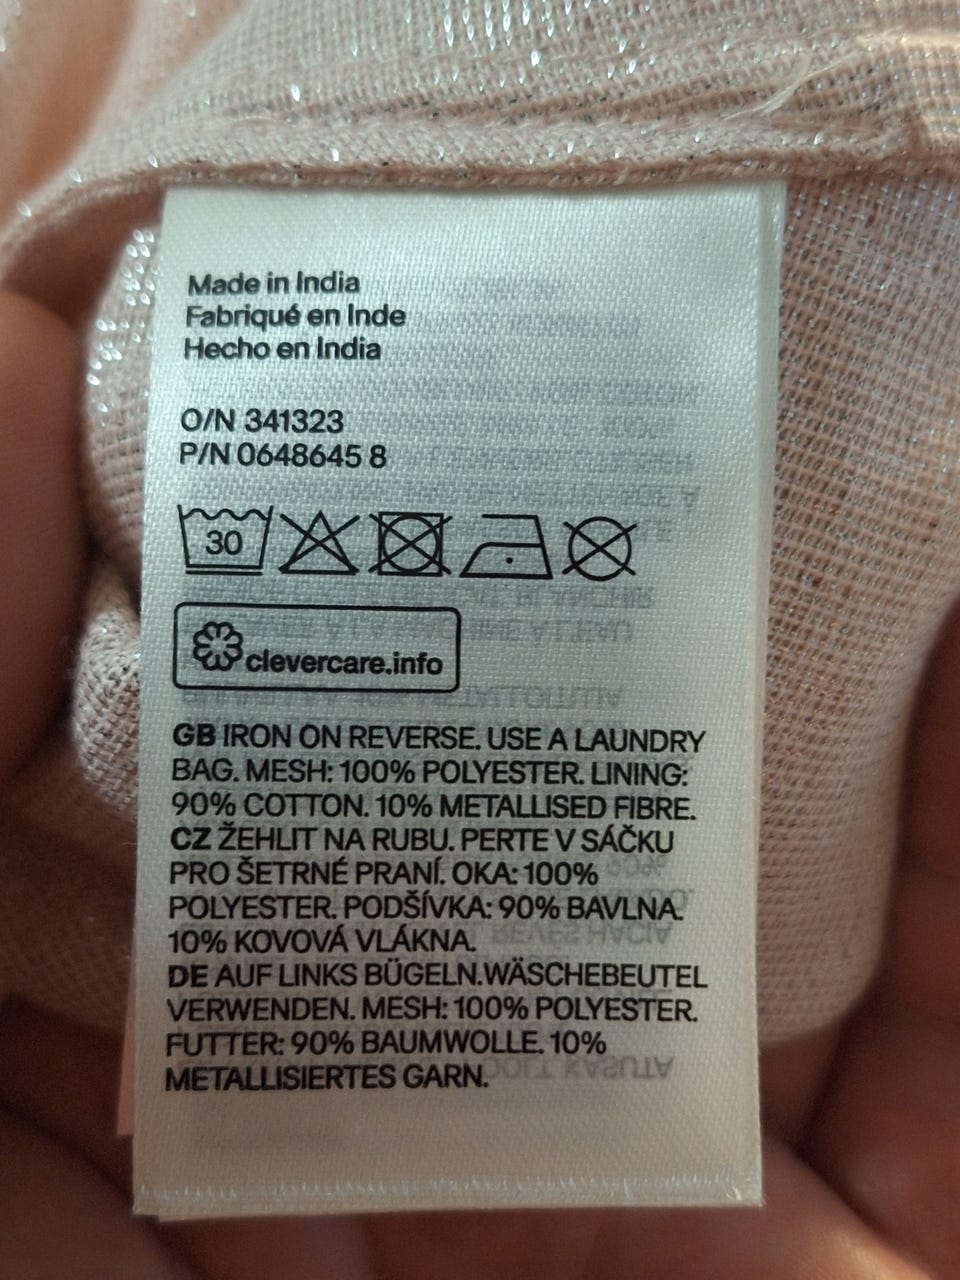 Made in India
Fabriqué en Inde
Hecho en India
O/N 341323
P/N 0648645 8
30
clevercare.info
GB IRON ON REVERSE. USE A LAUNDRY
BAG. MESH: 100% POLYESTER. LINING:
90% COTTON. 10% METALLISED FIBRE.
CZ ŽEHLIT NA RUBU. PERTE V SÁČKU
PRO ŠETRNÉ PRANÍ. OKA: 100%
POLYESTER. PODŠÍVKA: 90% BAVLNA.
10% KOVOVÁ VLÁKNA.
DE AUF LINKS BÜGELN.WÄSCHEBEUTEL
VERWENDEN. MESH: 100% POLYESTER.
FUTTER: 90% BAUMWOLLE. 10%
METALLISIERTES GARN.